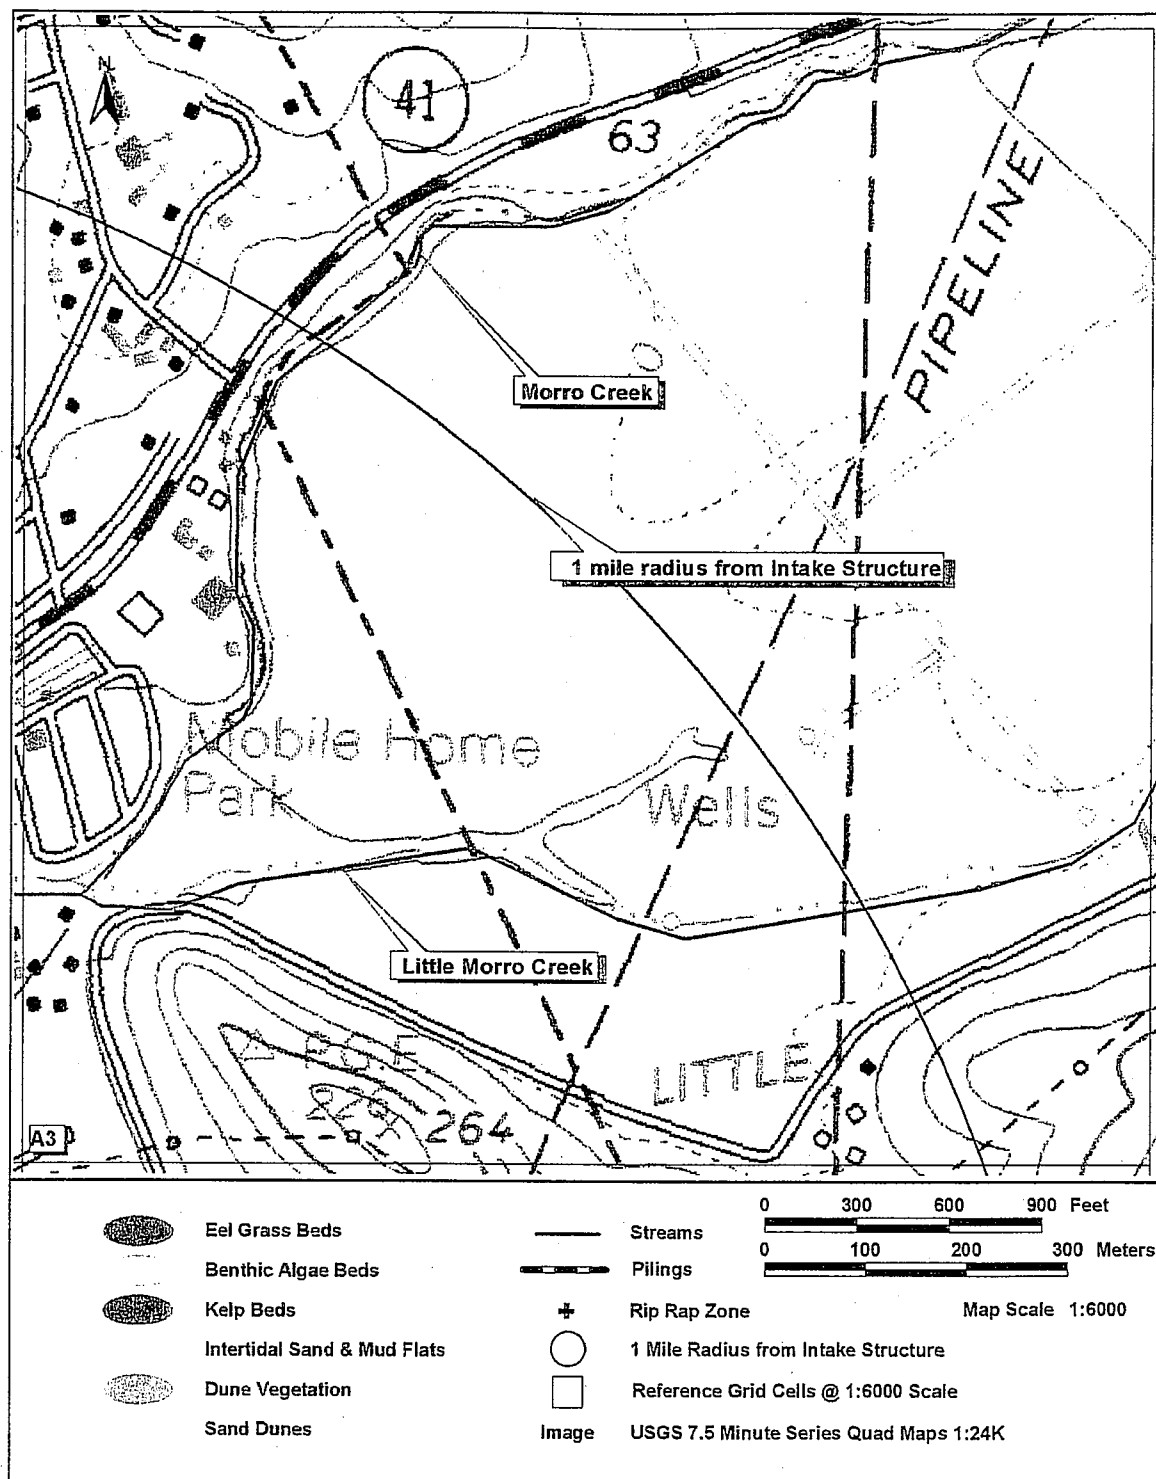 N
41
63
PIPELINE
Morro Creek
1 mile radius from Intake Structure
Mobile Home
Park
Wells
Little Morro Creek
PG&E
LITTLE
264
A3
0 300 600 900 Feet
0 100 200 300 Meters
Map Scale 1:6000
Eel Grass Beds
Benthic Algae Beds
Kelp Beds
Intertidal Sand & Mud Flats
Dune Vegetation
Sand Dunes
Streams
Pilings
Rip Rap Zone
1 Mile Radius from Intake Structure
Reference Grid Cells @ 1:6000 Scale
Image USGS 7.5 Minute Series Quad Maps 1:24K